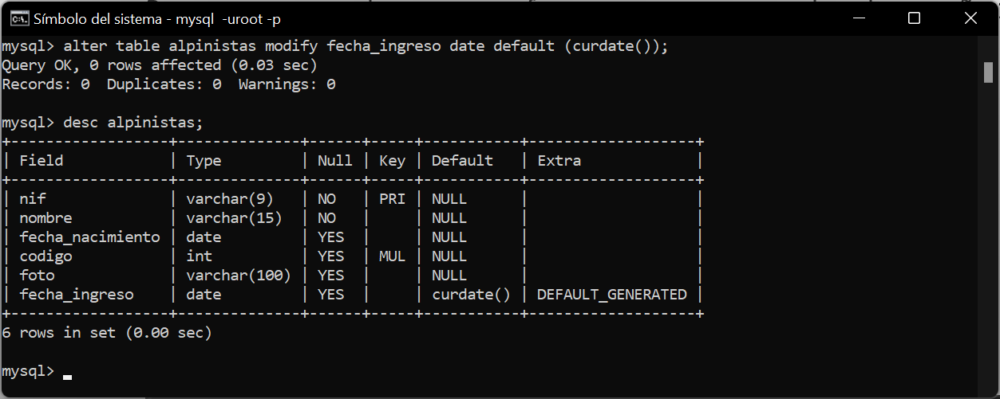 Símbolo del sistema - mysql  -uroot -p
mysql> alter table alpinistas modify fecha_ingreso date default (curdate());
Query OK, 0 rows affected (0.03 sec)
Records: 0  Duplicates: 0  Warnings: 0
mysql> desc alpinistas;
+------------------+--------------+------+-----+-----------+-------------------+
| Field            | Type         | Null | Key | Default   | Extra             |
+------------------+--------------+------+-----+-----------+-------------------+
| nif              | varchar(9)   | NO   | PRI | NULL      |                   |
| nombre           | varchar(15)  | NO   |     | NULL      |                   |
| fecha_nacimiento | date         | YES  |     | NULL      |                   |
| codigo           | int          | YES  | MUL | NULL      |                   |
| foto             | varchar(100) | YES  |     | NULL      |                   |
| fecha_ingreso    | date         | YES  |     | curdate() | DEFAULT_GENERATED |
+------------------+--------------+------+-----+-----------+-------------------+
6 rows in set (0.00 sec)
mysql>